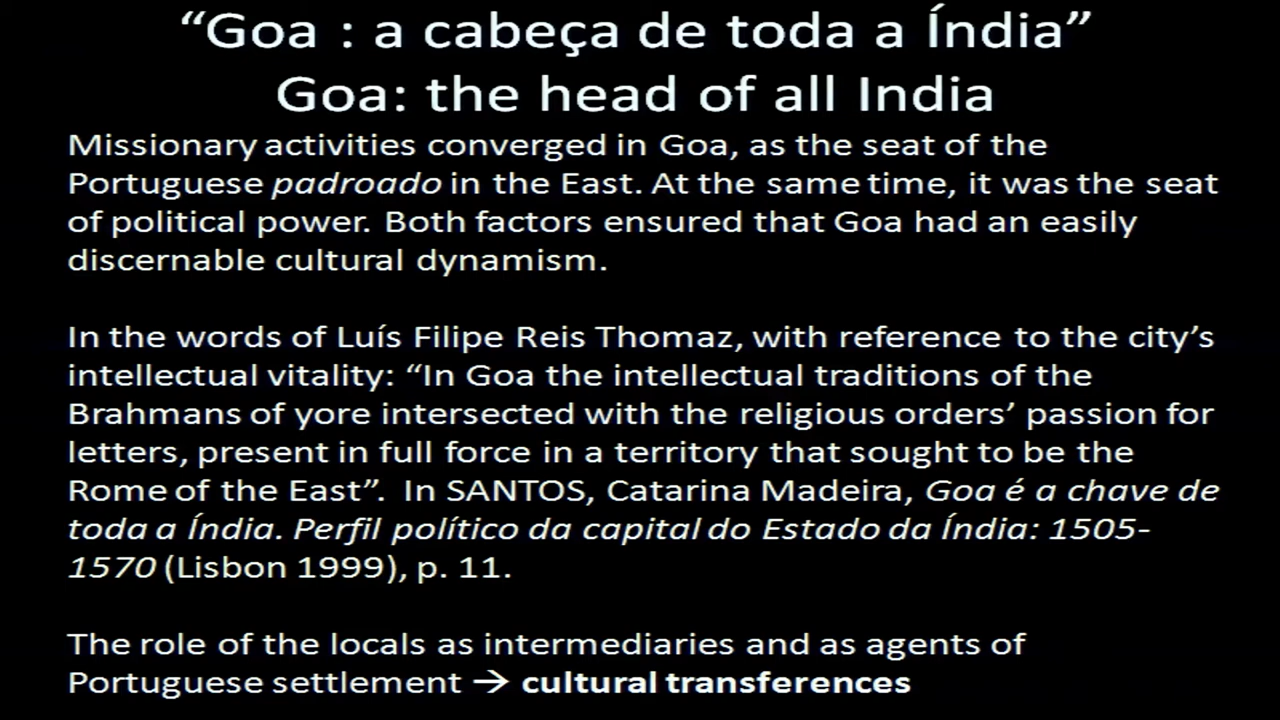 “Goa : a cabeça de toda a Índia”
Goa: the head of all India
Missionary activities converged in Goa, as the seat of the
Portuguese padroado in the East. At the same time, it was the seat
of political power. Both factors ensured that Goa had an easily
discernable cultural dynamism.
In the words of Luís Filipe Reis Thomaz, with reference to the city’s
intellectual vitality: “In Goa the intellectual traditions of the
Brahmans of yore intersected with the religious orders’ passion for
letters, present in full force in a territory that sought to be the
Rome of the East”. In SANTOS, Catarina Madeira, Goa é a chave de
toda a Índia. Perfil político da capital do Estado da Índia: 1505-
1570 (Lisbon 1999), p. 11.
The role of the locals as intermediaries and as agents of
Portuguese settlement → cultural transferences